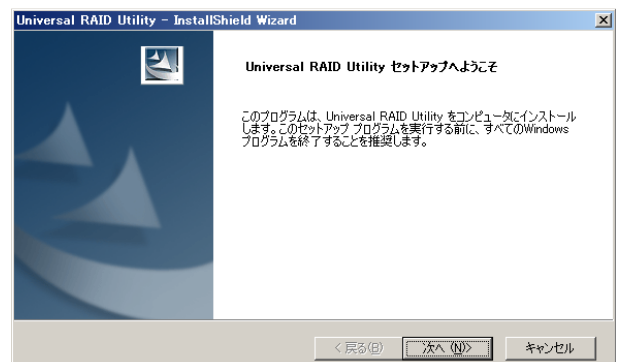 Universal RAID Utility - InstallShield Wizard
Universal RAID Utility セットアップへようこそ
このプログラムは、Universal RAID Utility をコンピュータにインストール
します。このセットアップ プログラムを実行する前に、すべてのWindows
プログラムを終了することを推奨します。
< 戻る(B)
次へ (N)>
キャンセル